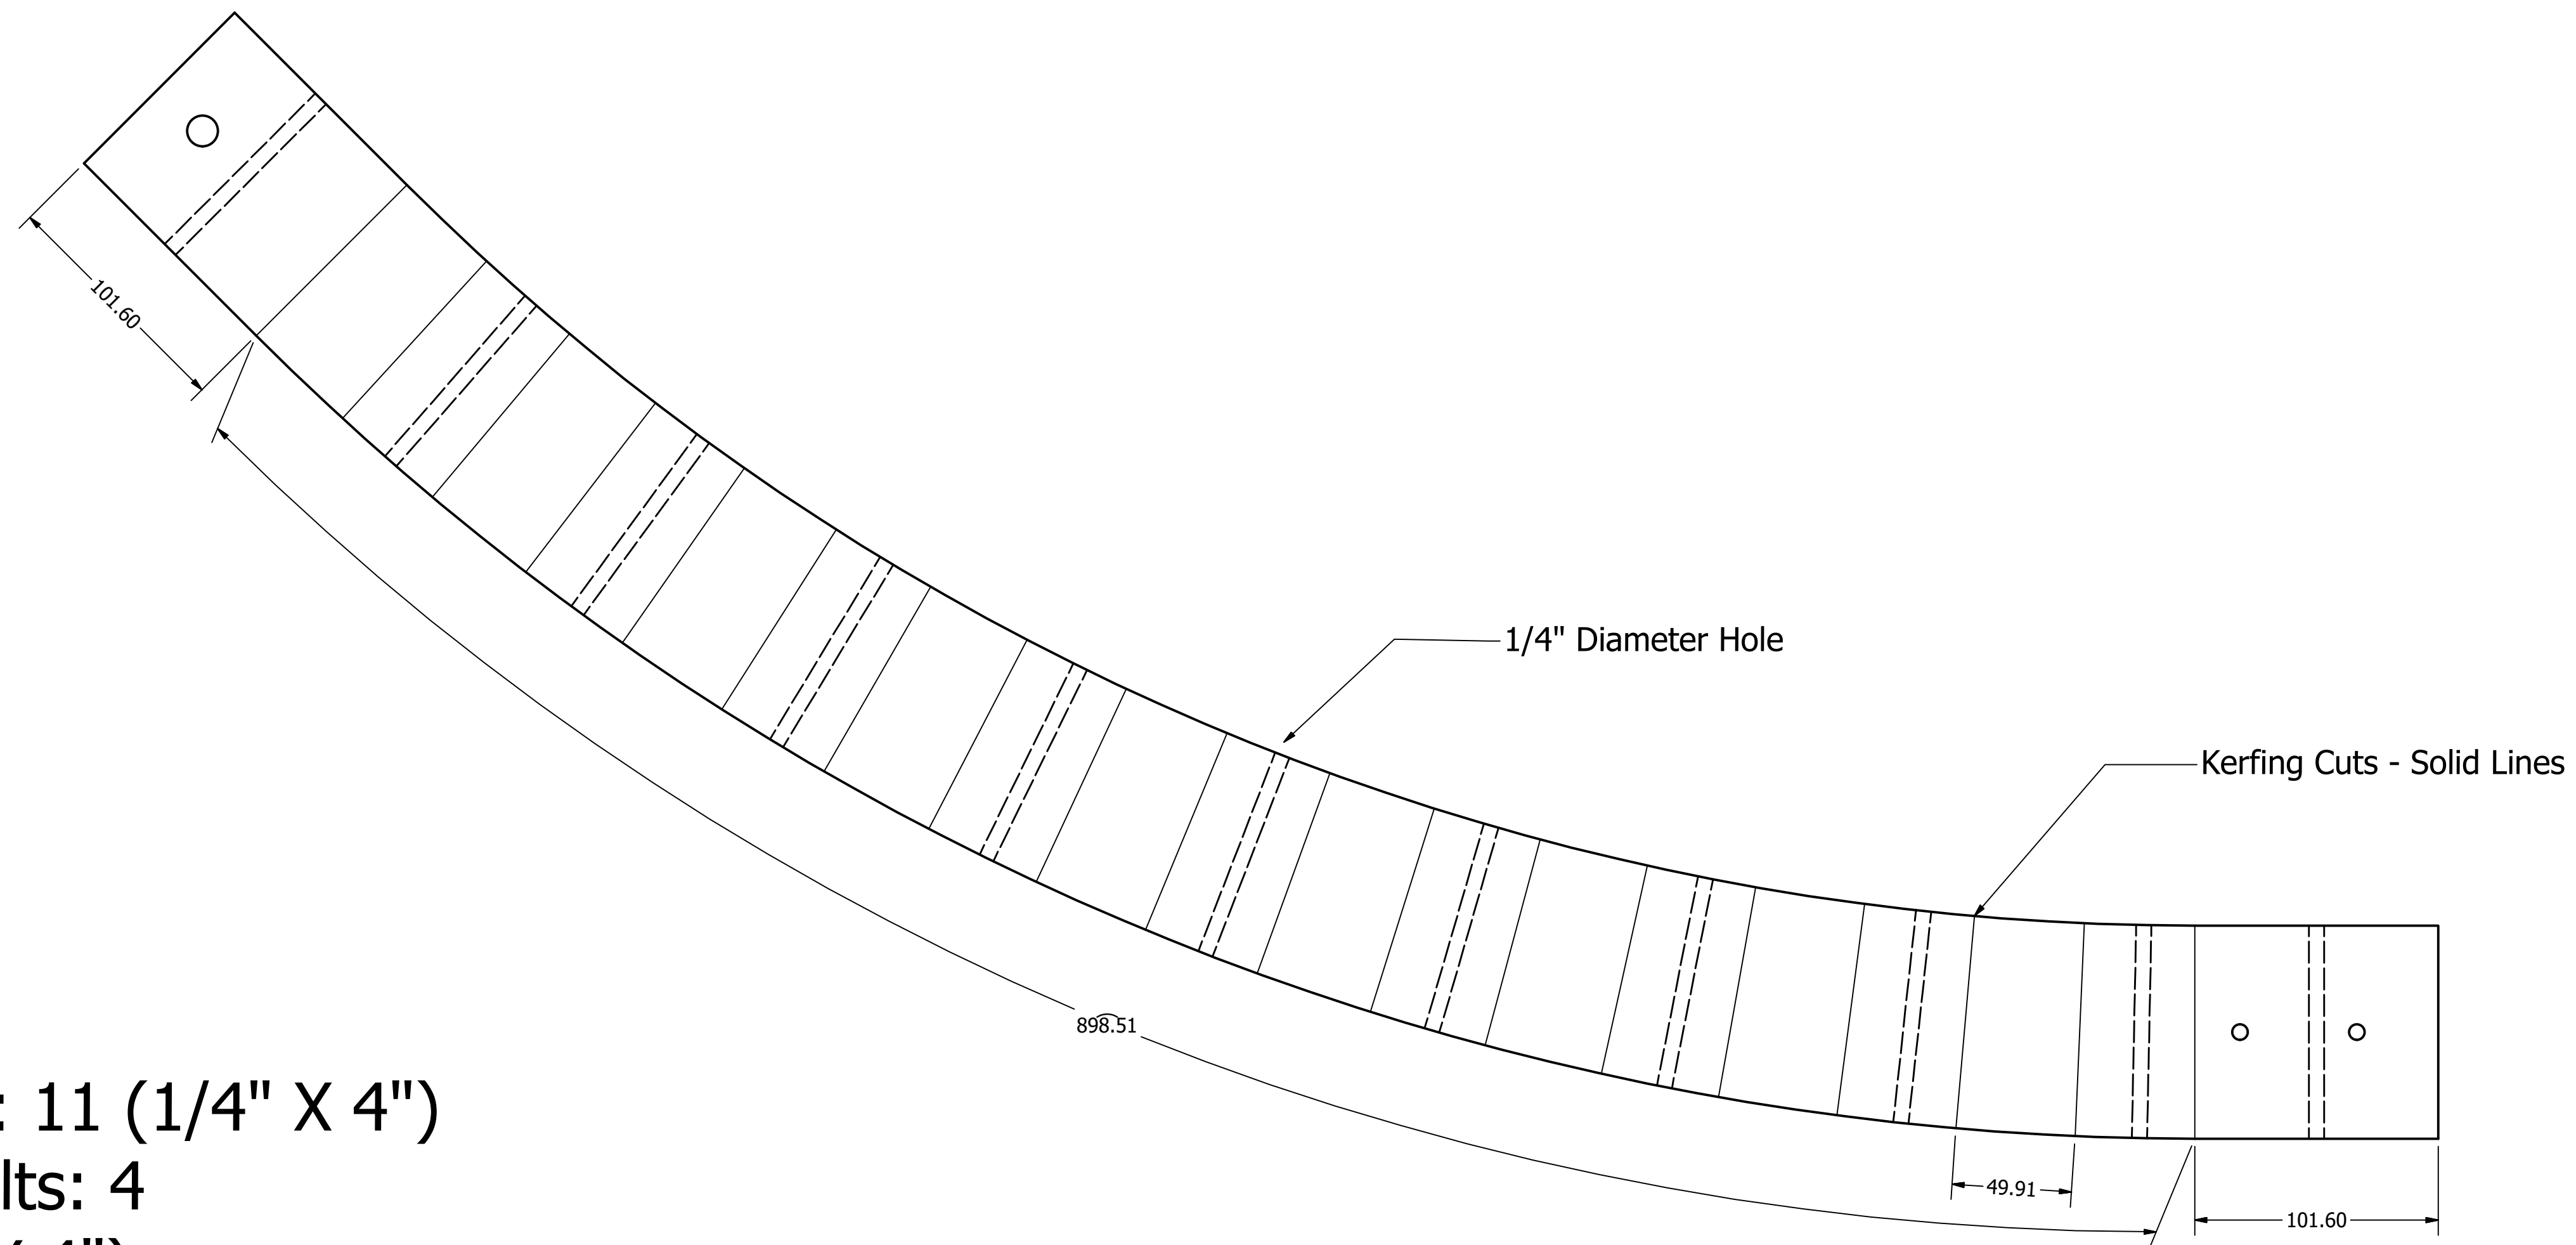 101.60
1/4" Diameter Hole
Kerfing Cuts - Solid Lines
898.51
: 11 (1/4" X 4")
lts: 4
49.91
101.60
4")